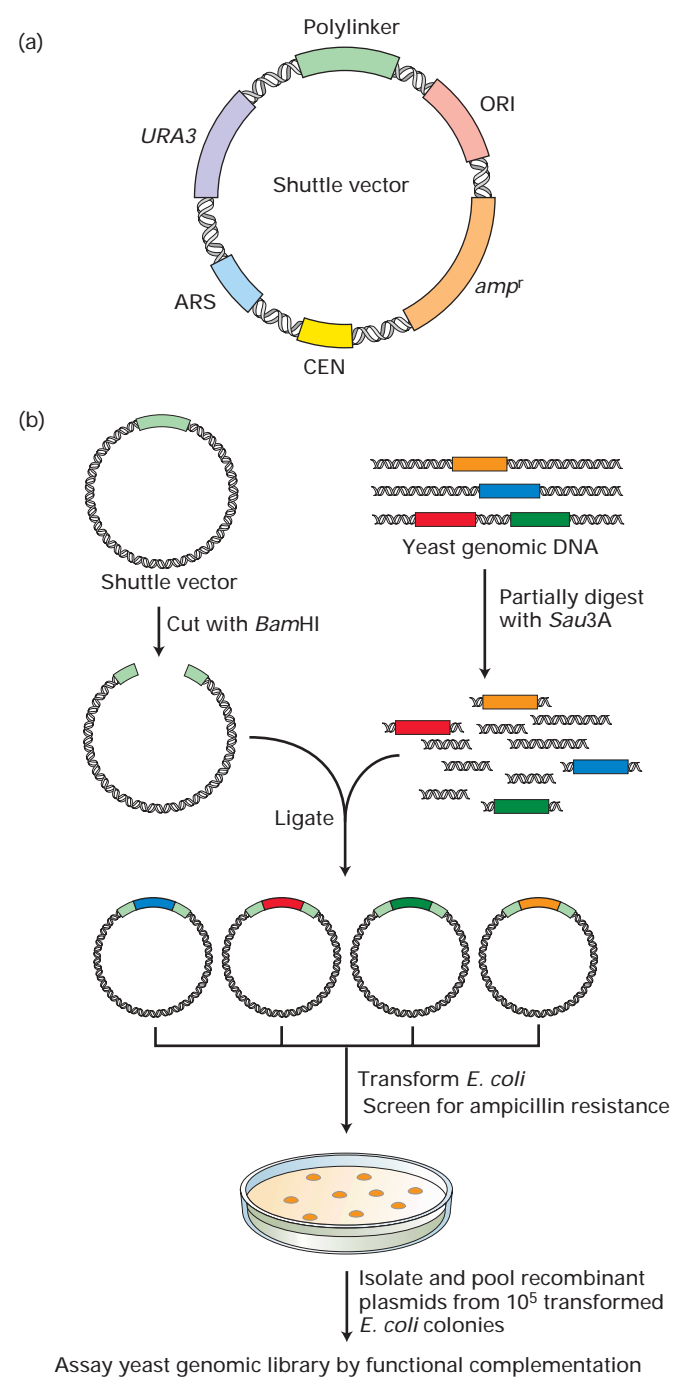 (a)
Polylinker
ORI
URA3
Shuttle vector
ampʳ
ARS
CEN
(b)
Shuttle vector
Yeast genomic DNA
Cut with BamHI
Partially digest
with Sau3A
Ligate
Transform E. coli
Screen for ampicillin resistance
Isolate and pool recombinant
plasmids from 10⁵ transformed
E. coli colonies
Assay yeast genomic library by functional complementation